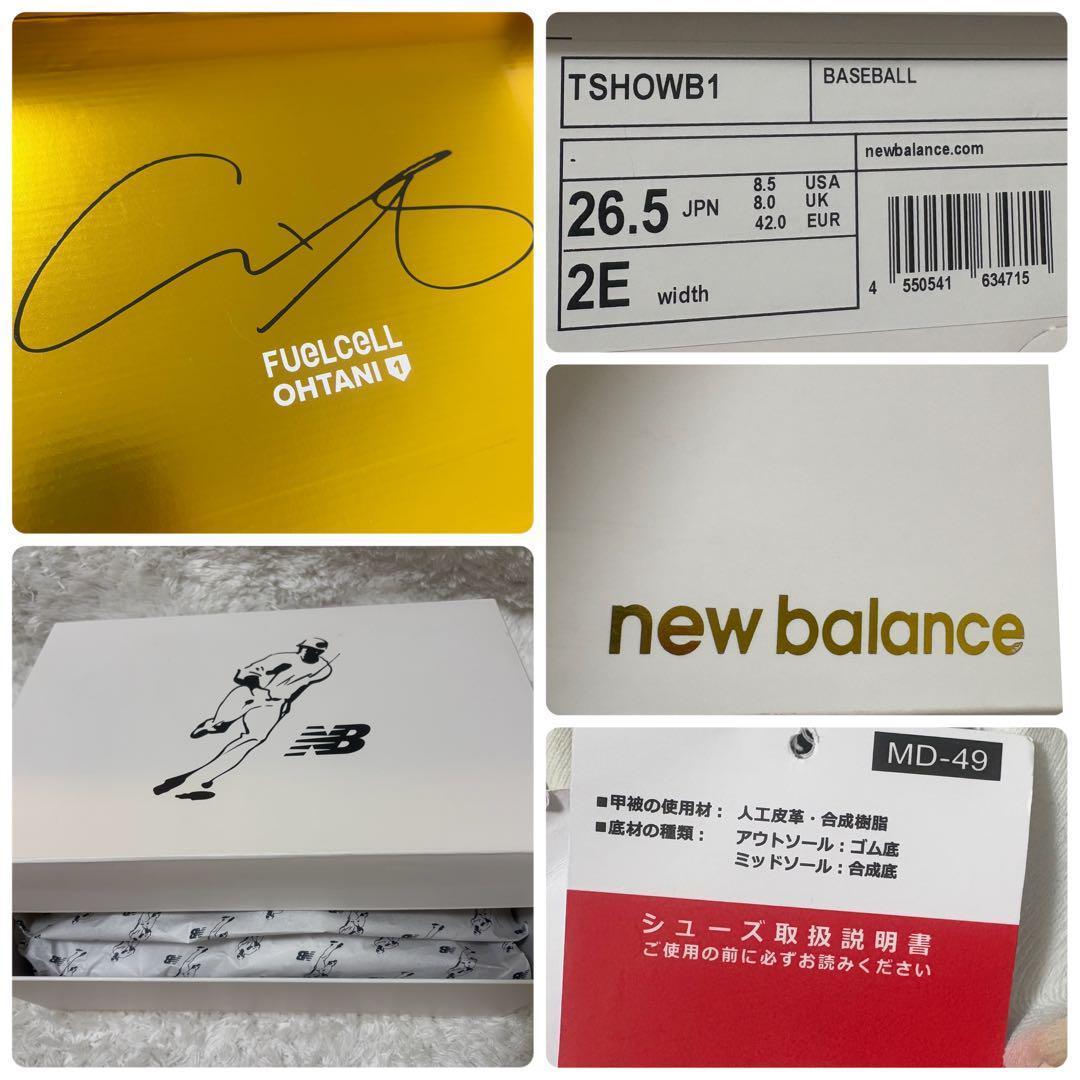 FUELCELL
OHTANI 1
TSHOWB1
BASEBALL
-
newbalance.com
26.5 JPN
8.5 USA
8.0 UK
42.0 EUR
2E width
4 550541 634715
new balance
NB
MD-49
■甲被の使用材： 人工皮革・合成樹脂
■底材の種類： アウトソール：ゴム底
ミッドソール：合成底
シューズ取扱説明書
ご使用の前に必ずお読みください